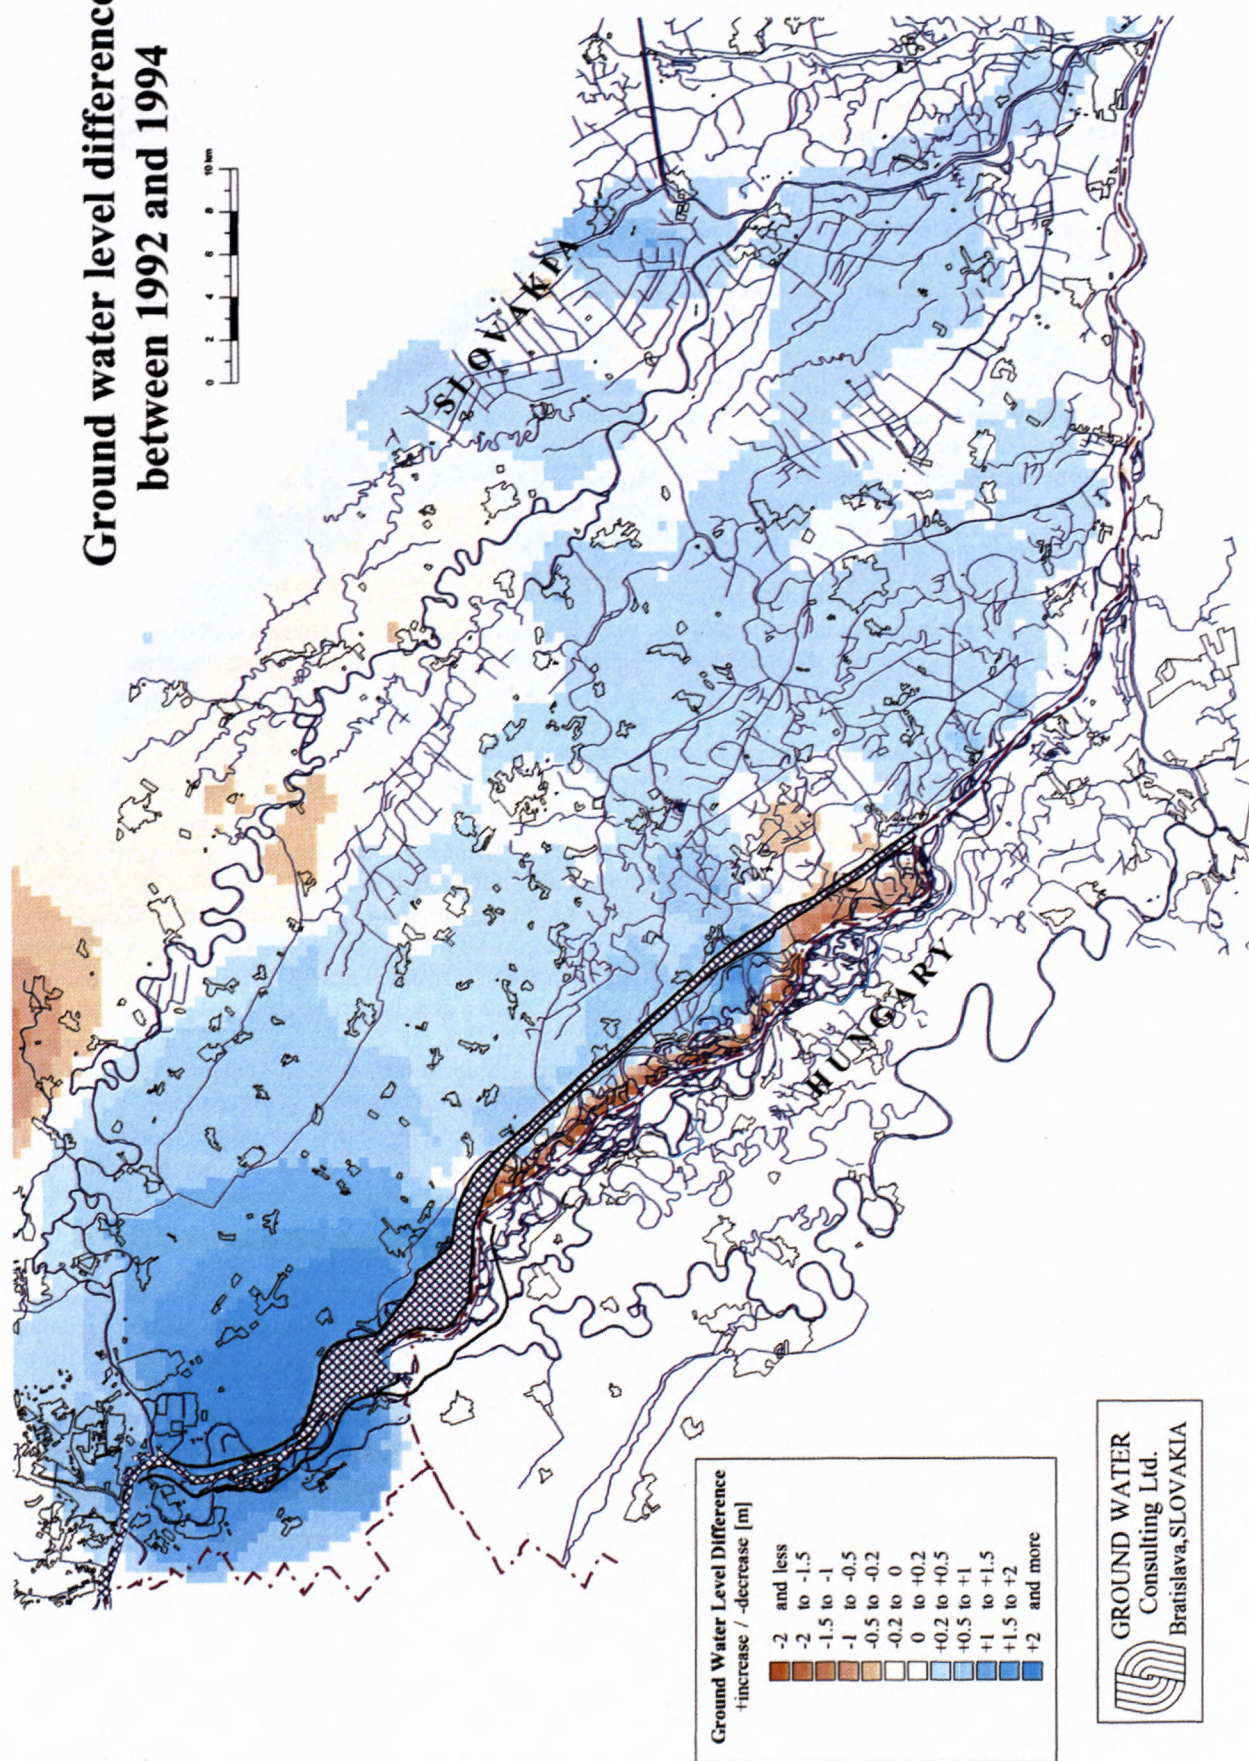 Ground water level difference
between 1992 and 1994
0 2 4 6 8 10 km
SLOVAKIA
HUNGARY
Ground Water Level Difference
+increase / -decrease [m]
-2 and less
-2 to -1.5
-1.5 to -1
-1 to -0.5
-0.5 to -0.2
-0.2 to 0
0 to +0.2
+0.2 to +0.5
+0.5 to +1
+1 to +1.5
+1.5 to +2
+2 and more
GROUND WATER
Consulting Ltd.
Bratislava,SLOVAKIA